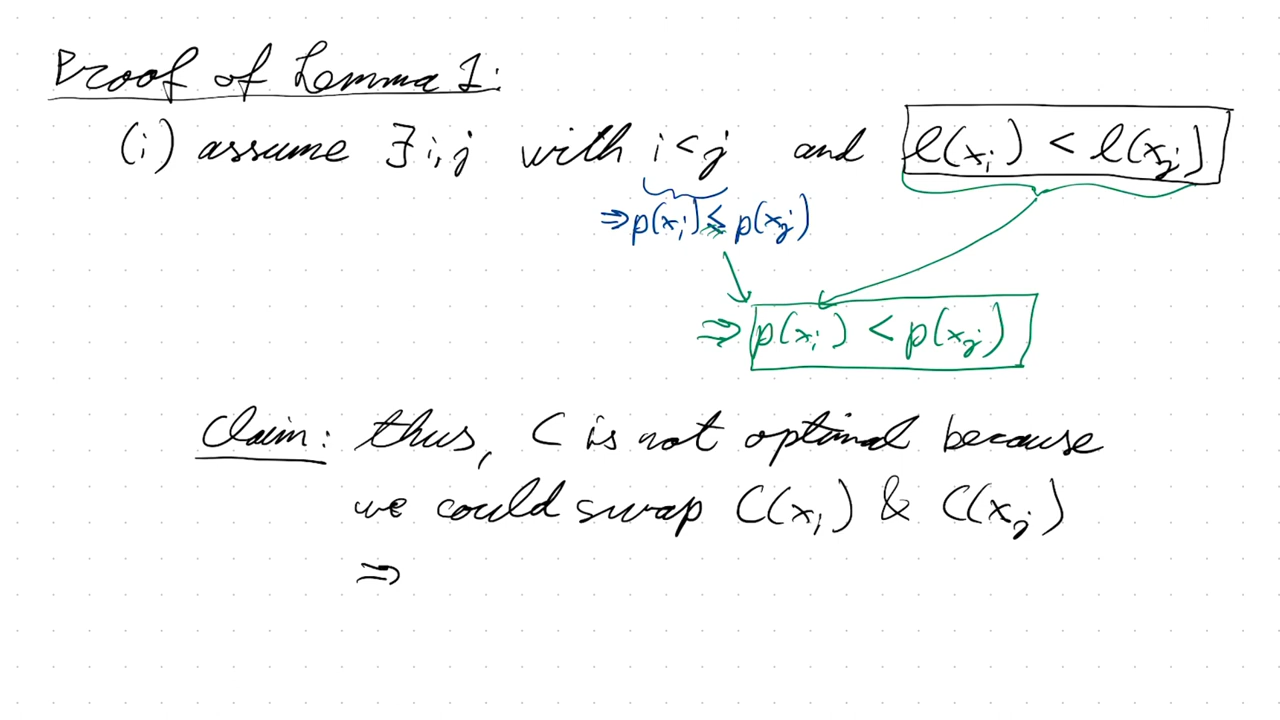 Proof of Lemma 1:
(i) assume ∃ i,j with i < j and ℓ(x_i) < ℓ(x_j)
⇒ p(x_i) ≤ p(x_j)
⇒ p(x_i) < p(x_j)
Claim: thus, C is not optimal because
we could swap C(x_i) & C(x_j)
⇒